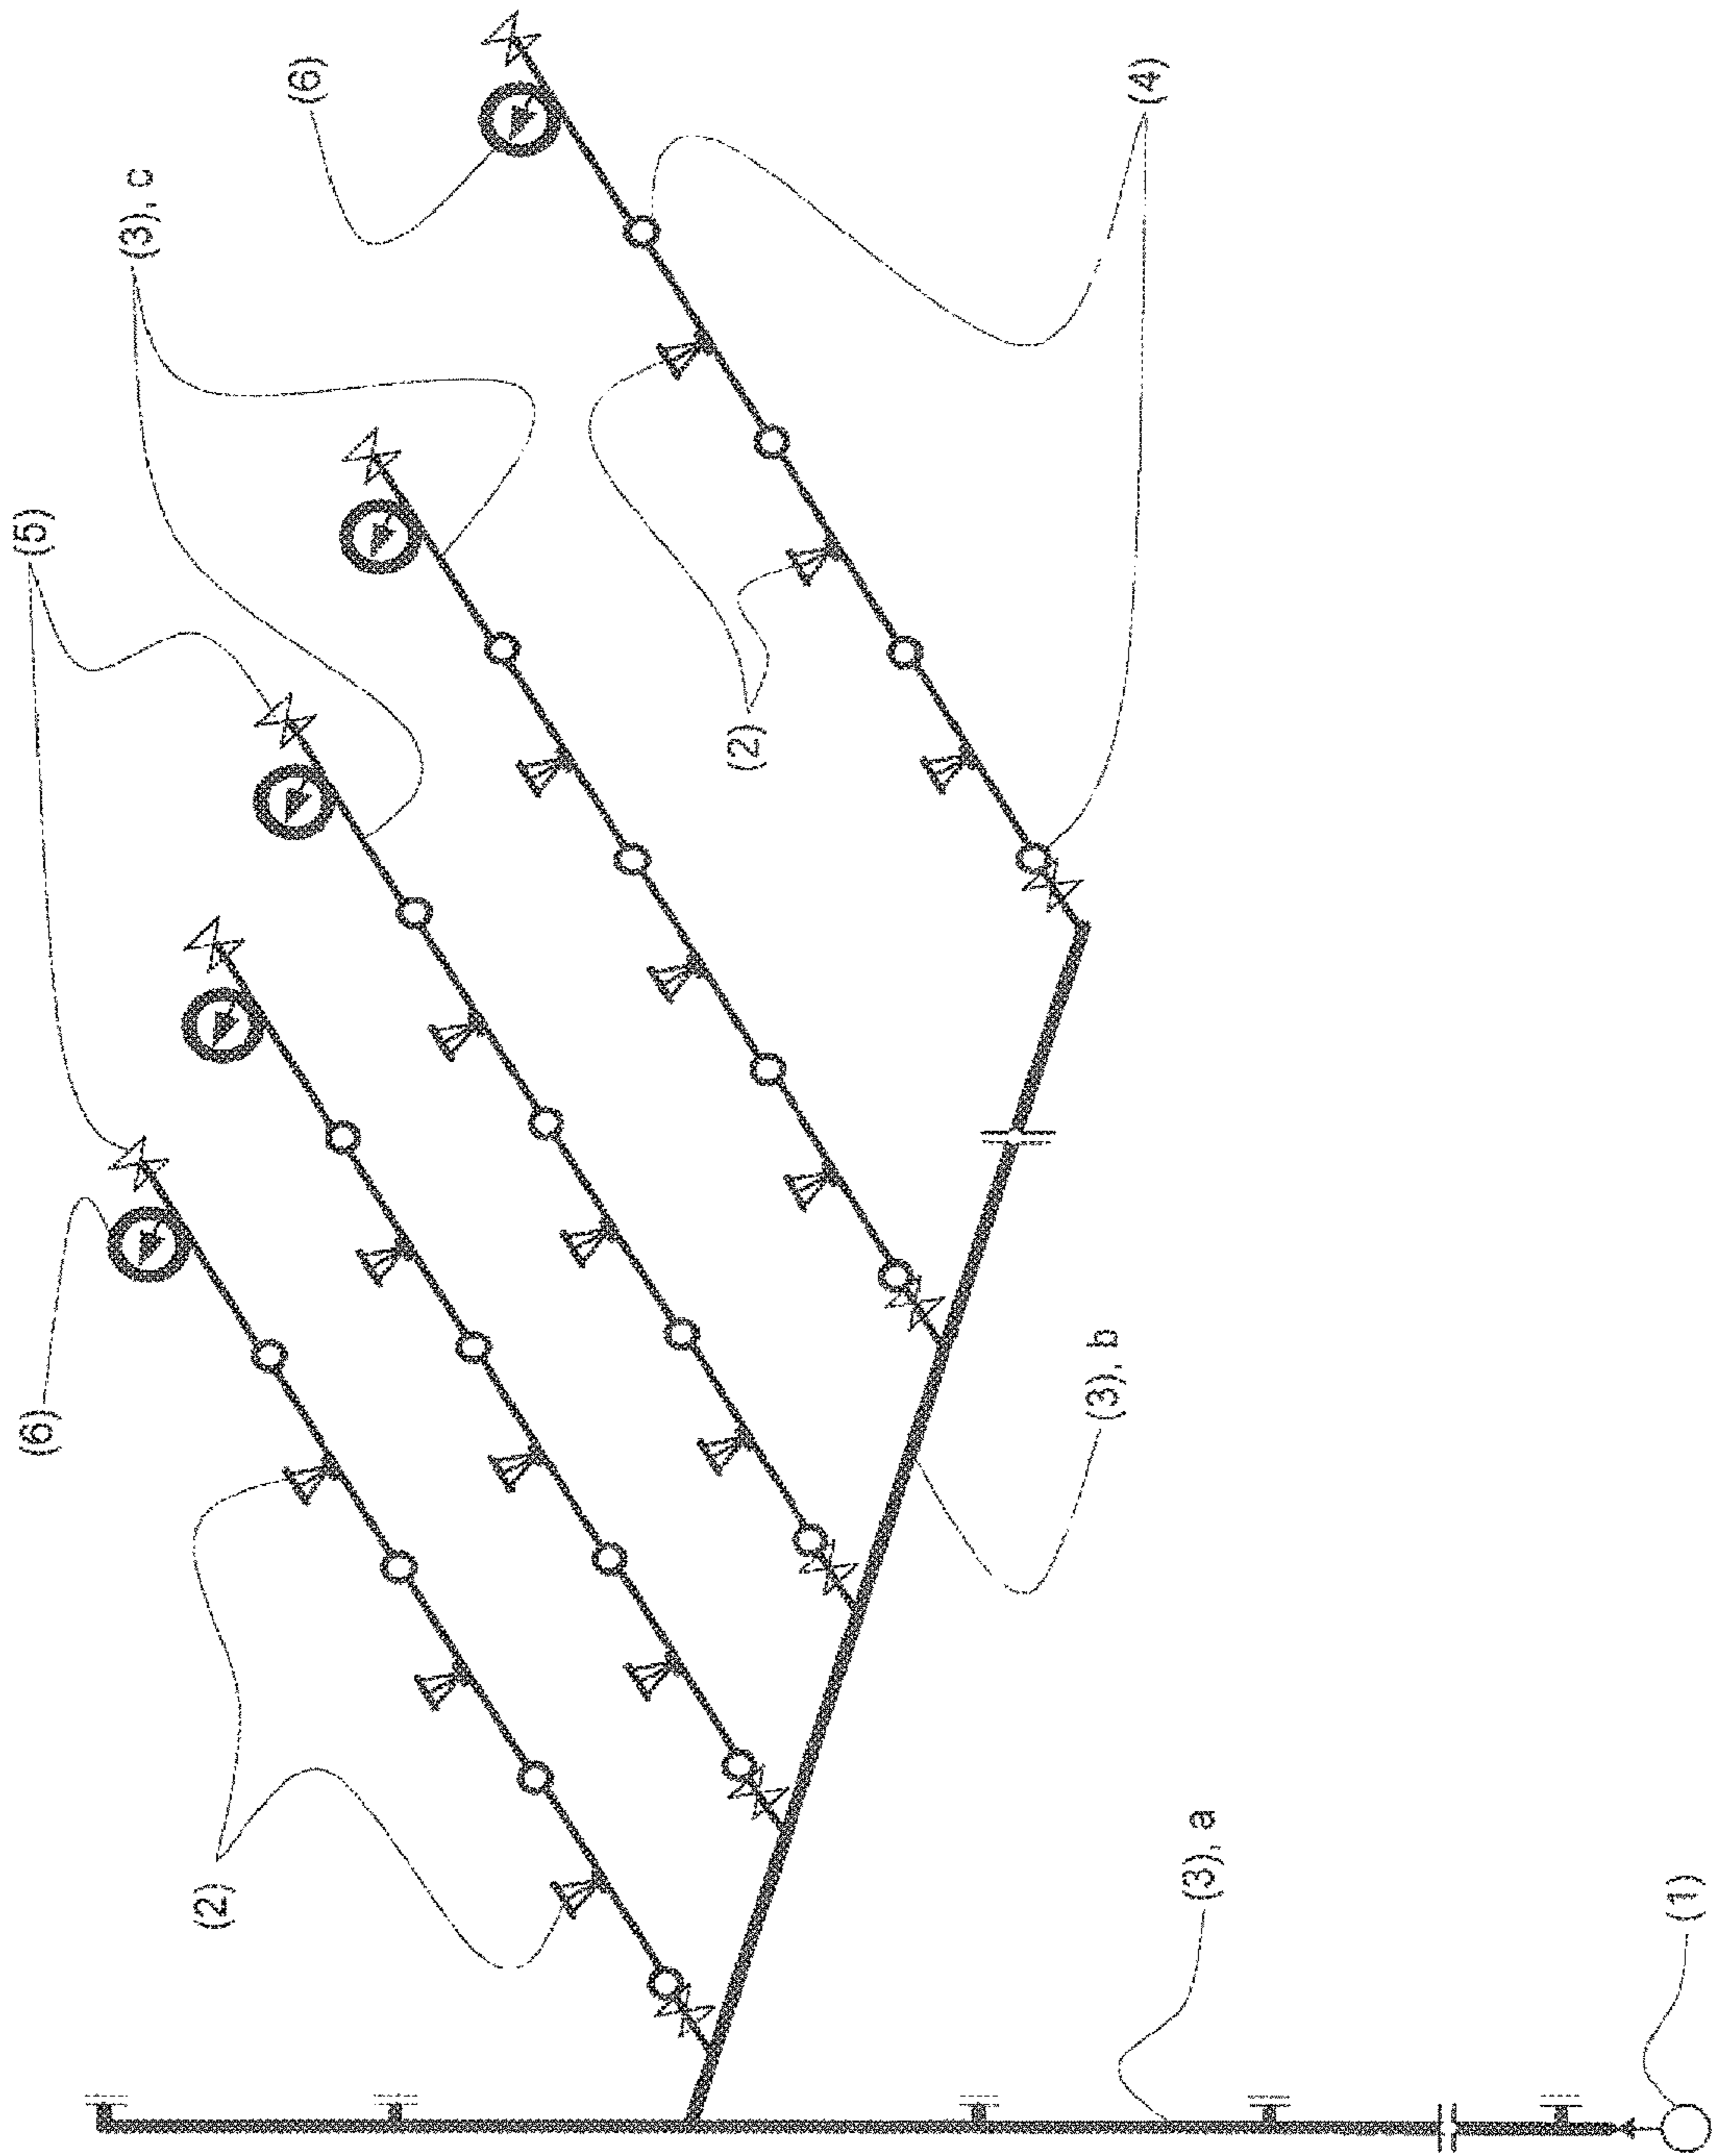 (6)
(4)
(3), c
(5)
(2)
(3), b
(6)
(2)
(3), a
(1)